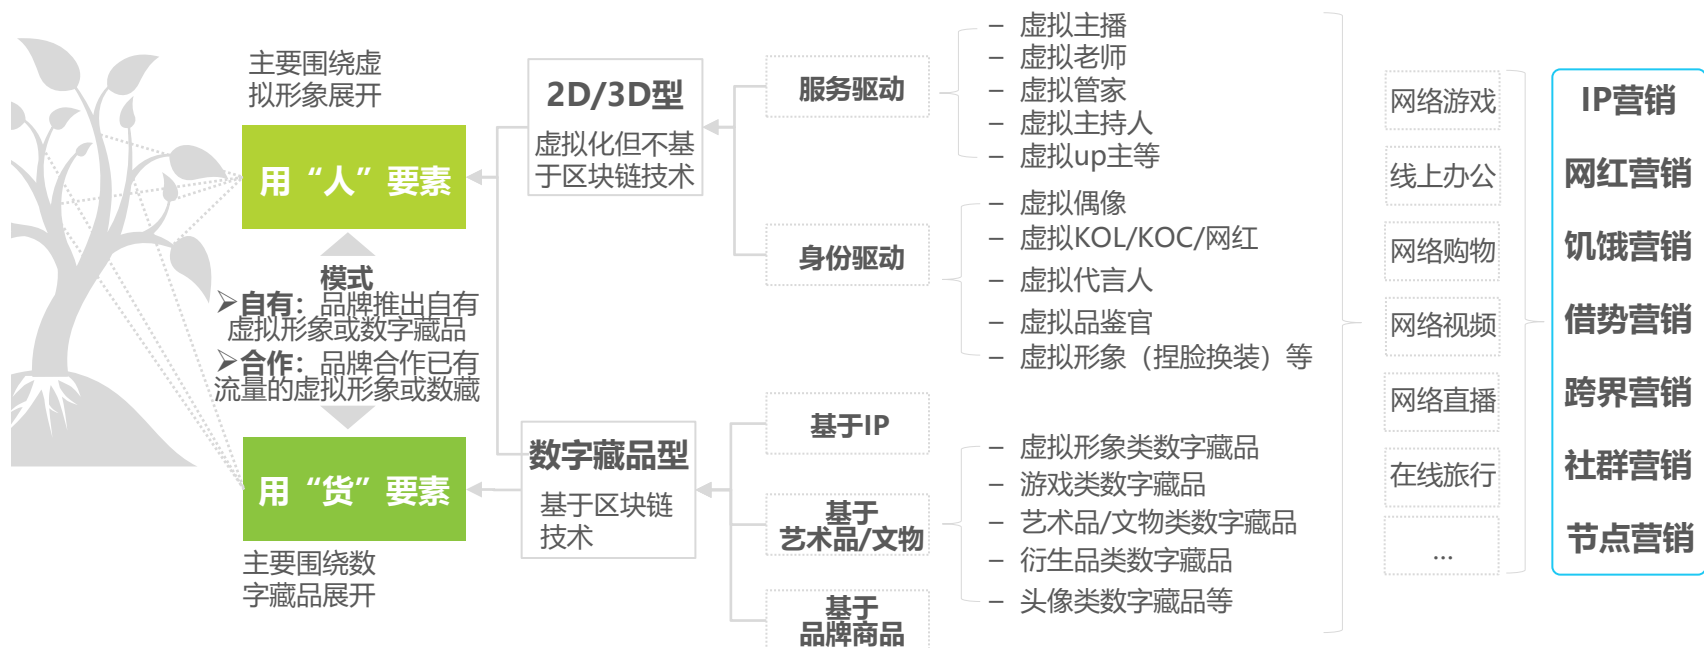 主要围绕虚
拟形象展开
用“人”要素
模式
➢自有：品牌推出自有
虚拟形象或数字藏品
➢合作：品牌合作已有
流量的虚拟形象或数藏
用“货”要素
主要围绕数
字藏品展开
2D/3D型
虚拟化但不基
于区块链技术
数字藏品型
基于区块链
技术
服务驱动
身份驱动
基于IP
基于
艺术品/文物
基于
品牌商品
– 虚拟主播
– 虚拟老师
– 虚拟管家
– 虚拟主持人
– 虚拟up主等
– 虚拟偶像
– 虚拟KOL/KOC/网红
– 虚拟代言人
– 虚拟品鉴官
– 虚拟形象（捏脸换装）等
– 虚拟形象类数字藏品
– 游戏类数字藏品
– 艺术品/文物类数字藏品
– 衍生品类数字藏品
– 头像类数字藏品等
网络游戏
线上办公
网络购物
网络视频
网络直播
在线旅行
...
IP营销
网红营销
饥饿营销
借势营销
跨界营销
社群营销
节点营销